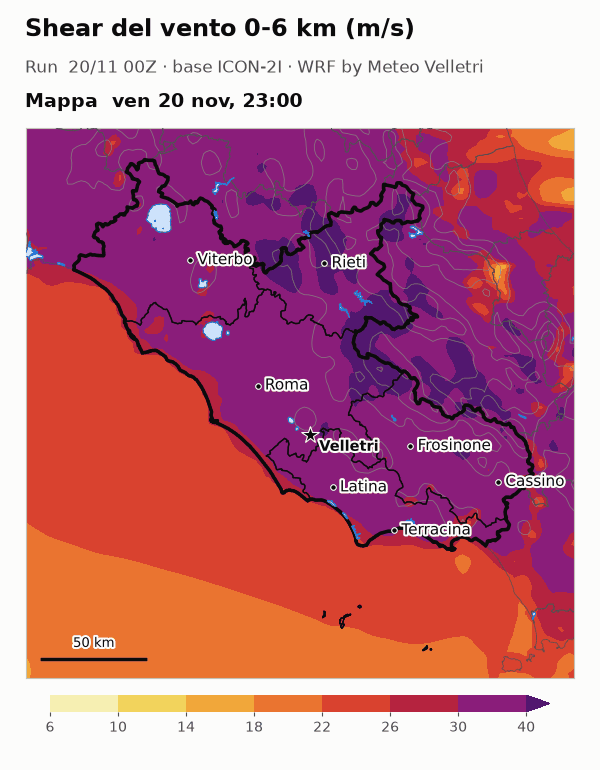 Shear del vento 0-6 km (m/s)
Run 20/11 00Z · base ICON-2I · WRF by Meteo Velletri
Mappa ven 20 nov, 23:00
Viterbo
Rieti
Roma
Velletri
Frosinone
Cassino
Latina
Terracina
50 km
6 10 14 18 22 26 30 40